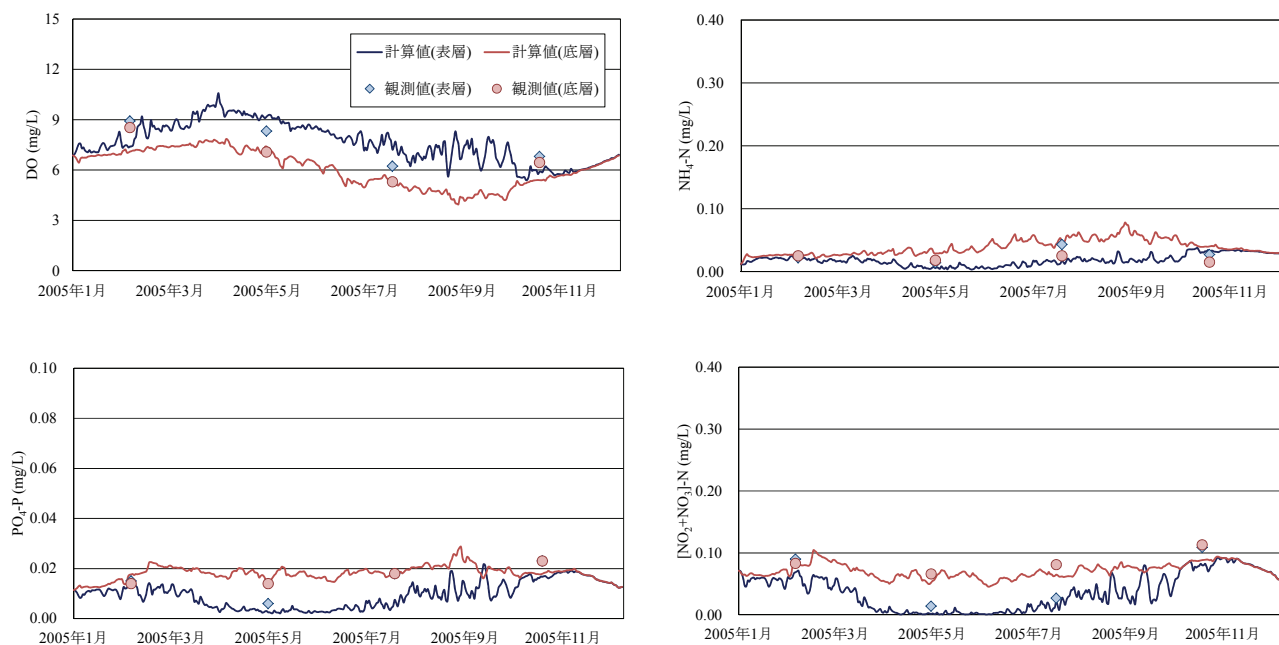 DO (mg/L)
15
12
9
6
3
0
計算値(表層)
計算値(底層)
観測値(表層)
観測値(底層)
2005年1月
2005年3月
2005年5月
2005年7月
2005年9月
2005年11月
NH4-N (mg/L)
0.40
0.30
0.20
0.10
0.00
2005年1月
2005年3月
2005年5月
2005年7月
2005年9月
2005年11月
PO4-P (mg/L)
0.10
0.08
0.06
0.04
0.02
0.00
2005年1月
2005年3月
2005年5月
2005年7月
2005年9月
2005年11月
[NO2+NO3]-N (mg/L)
0.40
0.30
0.20
0.10
0.00
2005年1月
2005年3月
2005年5月
2005年7月
2005年9月
2005年11月